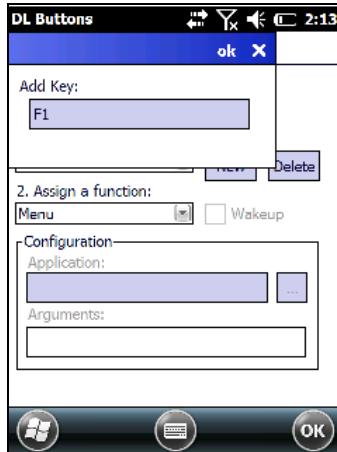 DL Buttons 2:13
ok
Add Key:
F1
New Delete
2. Assign a function:
Menu Wakeup
Configuration
Application:
...
Arguments:
OK